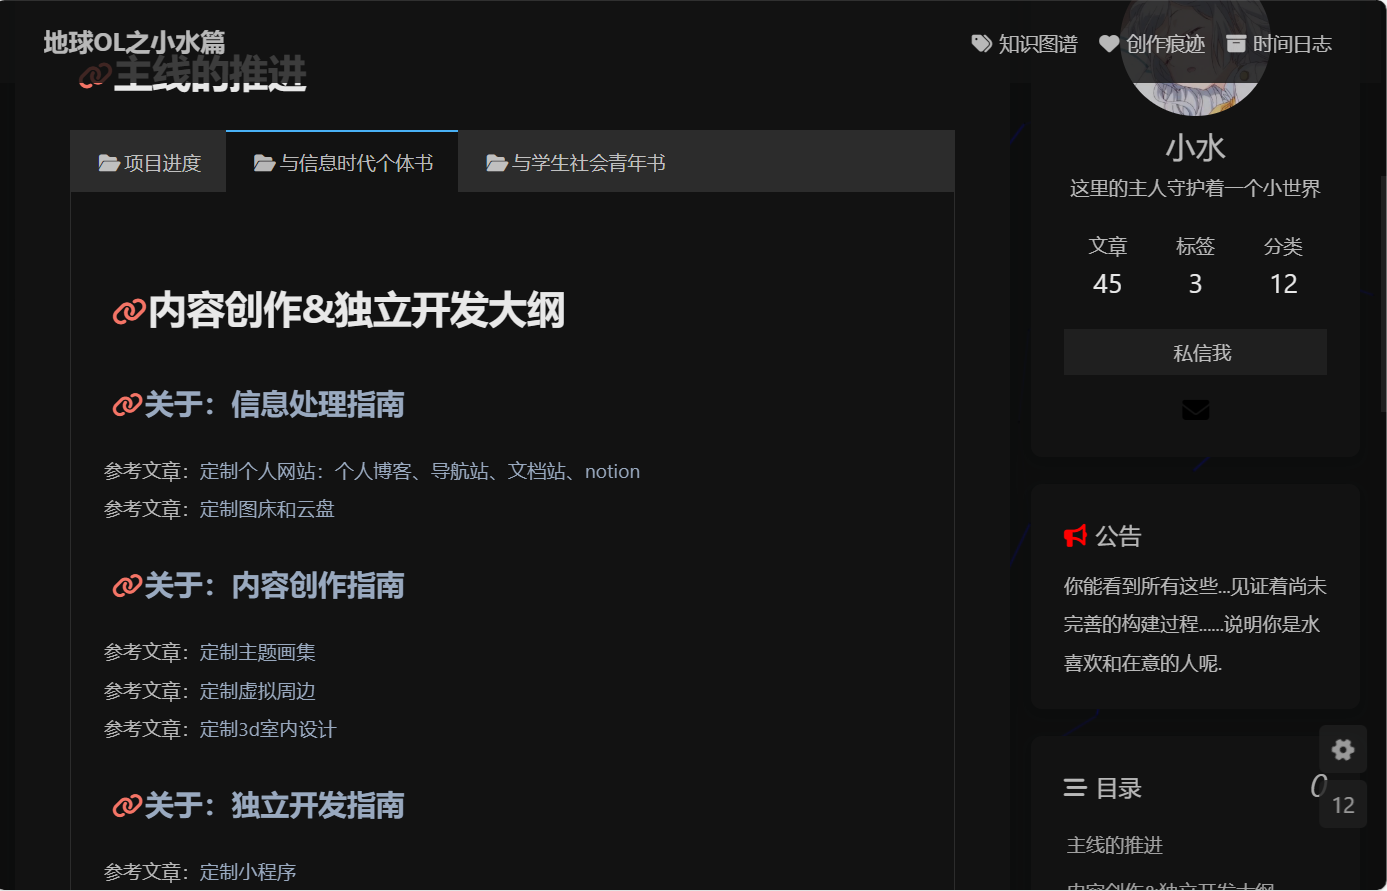 地球OL之小水篇
知识图谱
创作痕迹
时间日志
主线的推进
项目进度
与信息时代个体书
与学生社会青年书
内容创作&独立开发大纲
关于：信息处理指南
参考文章：定制个人网站：个人博客、导航站、文档站、notion
参考文章：定制图床和云盘
关于：内容创作指南
参考文章：定制主题画集
参考文章：定制虚拟周边
参考文章：定制3d室内设计
关于：独立开发指南
参考文章：定制小程序
小水
这里的主人守护着一个小世界
文章 标签 分类
45 3 12
私信我
公告
你能看到所有这些...见证着尚未
完善的构建过程......说明你是水
喜欢和在意的人呢.
目录
0
12
主线的推进
内容创作&独立开发大纲